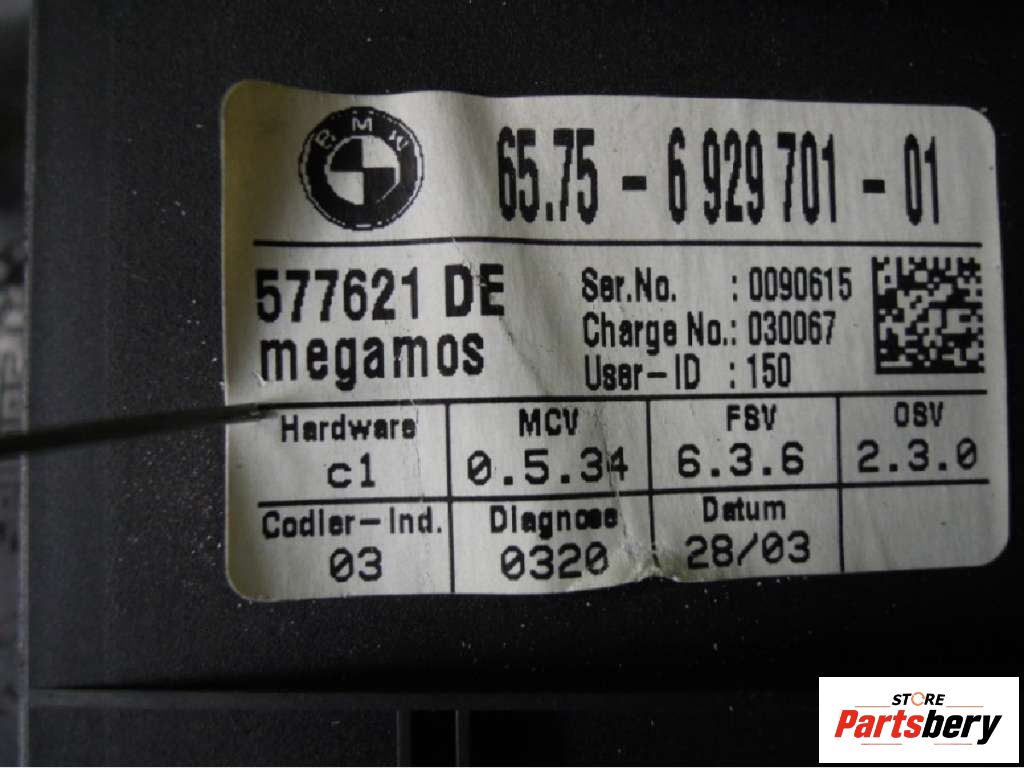 BMW
65.75 - 6 929 701 - 01
577621 DE
megamos
Ser.No. : 0090615
Charge No.: 030067
User-ID : 150
Hardware MCV FSV OSV
c1 0.5.34 6.3.6 2.3.0
Codier-Ind. Diagnose Datum
03 0320 28/03
STORE
Partsbery